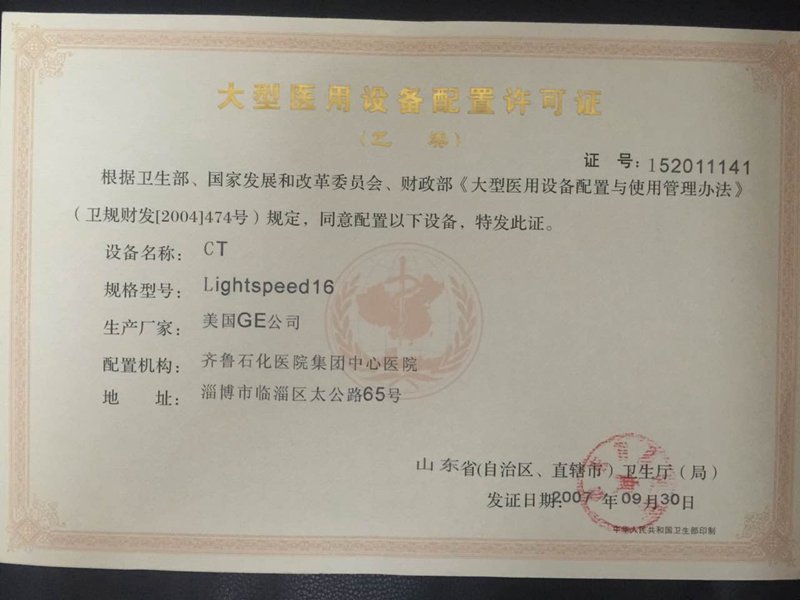 大型医用设备配置许可证
（乙类）
证 号：152011141
根据卫生部、国家发展和改革委员会、财政部《大型医用设备配置与使用管理办法》
（卫规财发[2004]474号）规定，同意配置以下设备，特发此证。
设备名称： CT
规格型号： Lightspeed16
生产厂家： 美国GE公司
配置机构： 齐鲁石化医院集团中心医院
地 址： 淄博市临淄区太公路65号
山东省(自治区、直辖市）卫生厅（局）
发证日期:2007 年09月30日
中华人民共和国卫生部印制